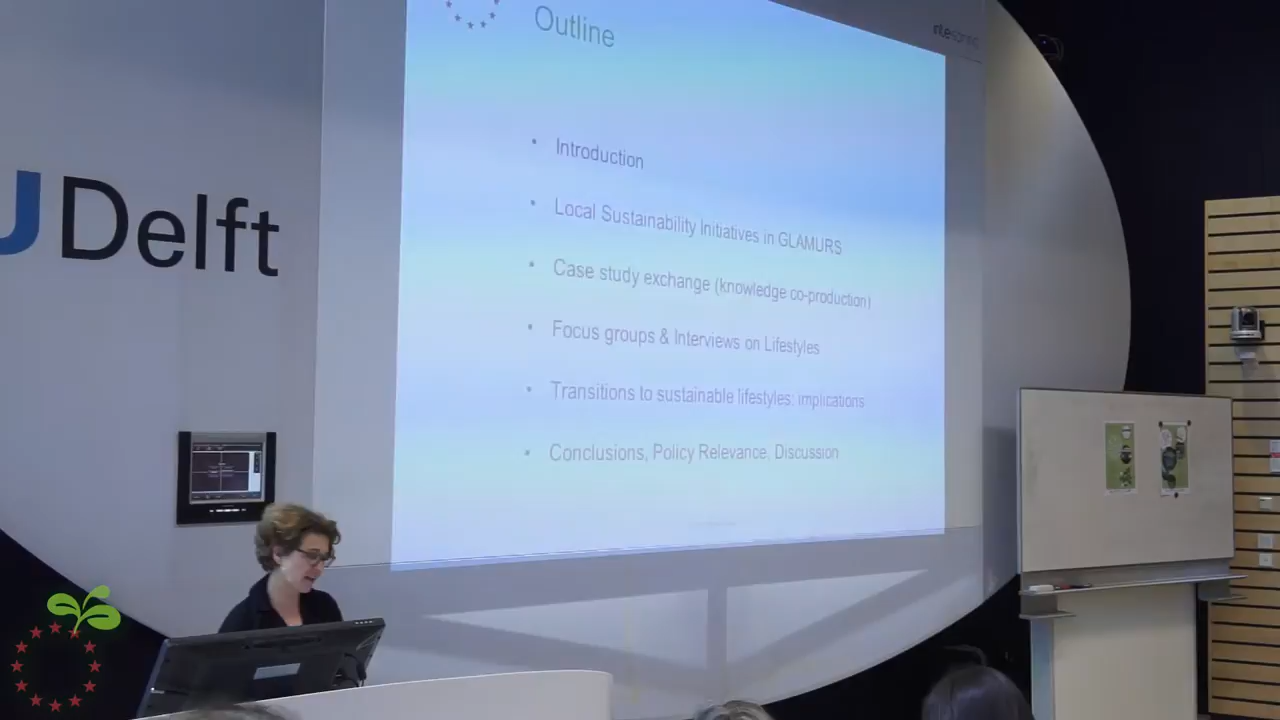 Outline
UDelft
• Introduction
• Local Sustainability Initiatives in GLAMURS
• Case study exchange (knowledge co-production)
• Focus groups & Interviews on Lifestyles
• Transitions to sustainable lifestyles: implications
• Conclusions, Policy Relevance, Discussion